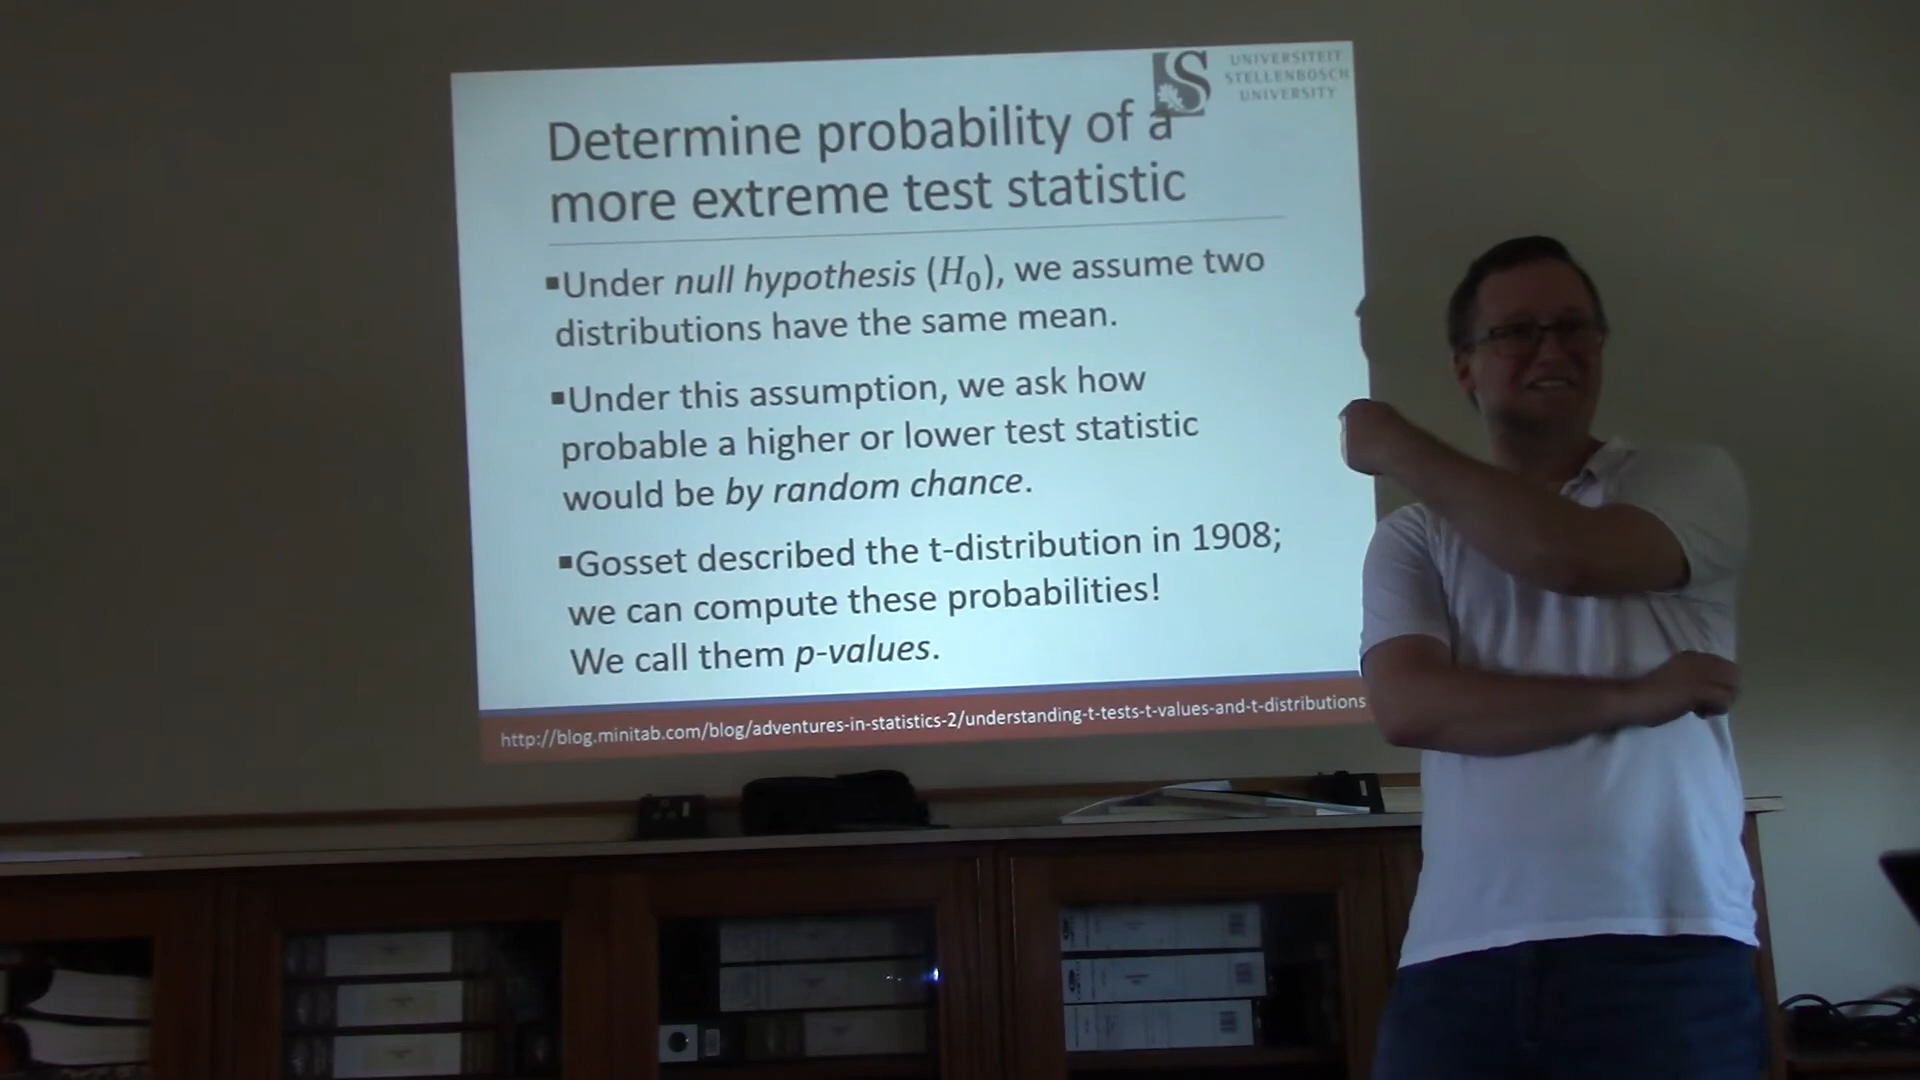 UNIVERSITEIT
STELLENBOSCH
UNIVERSITY
Determine probability of a
more extreme test statistic
▪Under null hypothesis (H₀), we assume two
distributions have the same mean.
▪Under this assumption, we ask how
probable a higher or lower test statistic
would be by random chance.
▪Gosset described the t-distribution in 1908;
we can compute these probabilities!
We call them p-values.
http://blog.minitab.com/blog/adventures-in-statistics-2/understanding-t-tests-t-values-and-t-distributions